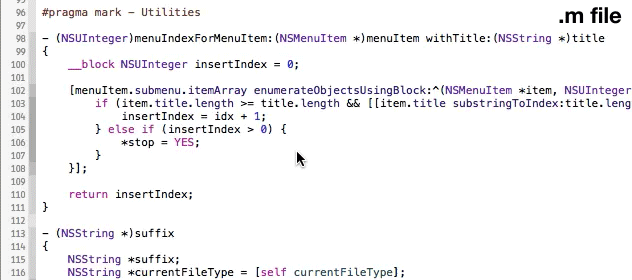 .m file
96 #pragma mark - Utilities
97
98 - (NSUInteger)menuIndexForMenuItem:(NSMenuItem *)menuItem withTitle:(NSString *)title
99 {
100 __block NSUInteger insertIndex = 0;
101
102 [menuItem.submenu.itemArray enumerateObjectsUsingBlock:^(NSMenuItem *item, NSUInteger
103 if (item.title.length >= title.length && [[item.title substringToIndex:title.leng
104 insertIndex = idx + 1;
105 } else if (insertIndex > 0) {
106 *stop = YES;
107 }
108 }];
109
110 return insertIndex;
111 }
112
113 - (NSString *)suffix
114 {
115 NSString *suffix;
116 NSString *currentFileType = [self currentFileType];